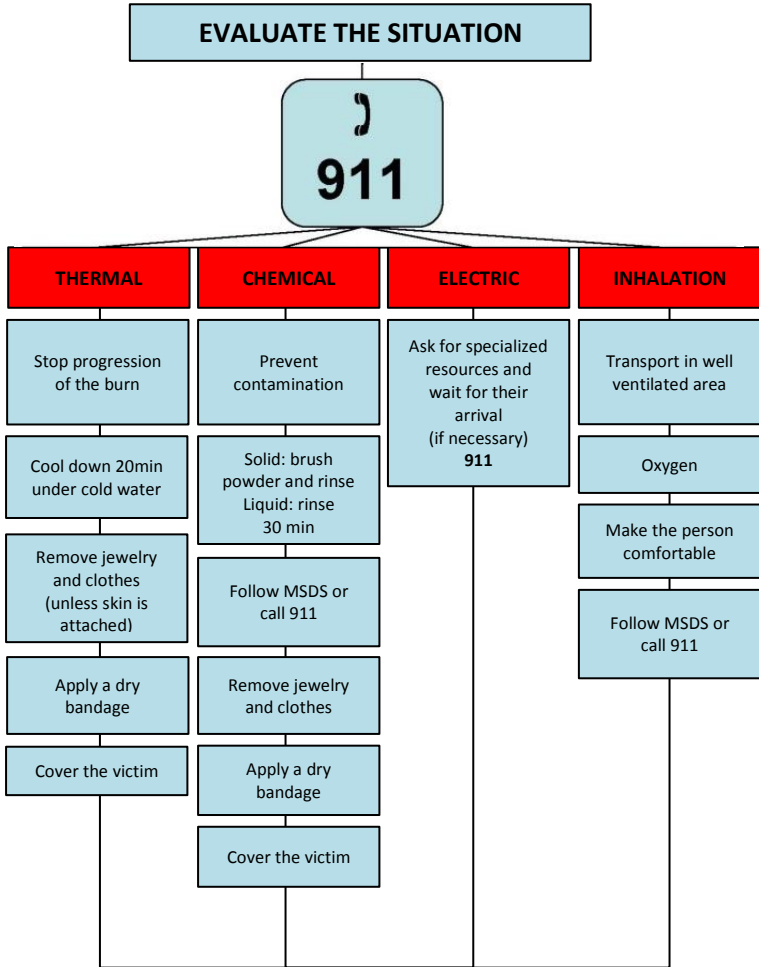 EVALUATE THE SITUATION
911
THERMAL
Stop progression
of the burn
Cool down 20min
under cold water
Remove jewelry
and clothes
(unless skin is
attached)
Apply a dry
bandage
Cover the victim
CHEMICAL
Prevent
contamination
Solid: brush
powder and rinse
Liquid: rinse
30 min
Follow MSDS or
call 911
Remove jewelry
and clothes
Apply a dry
bandage
Cover the victim
ELECTRIC
Ask for specialized
resources and
wait for their
arrival
(if necessary)
911
INHALATION
Transport in well
ventilated area
Oxygen
Make the person
comfortable
Follow MSDS or
call 911